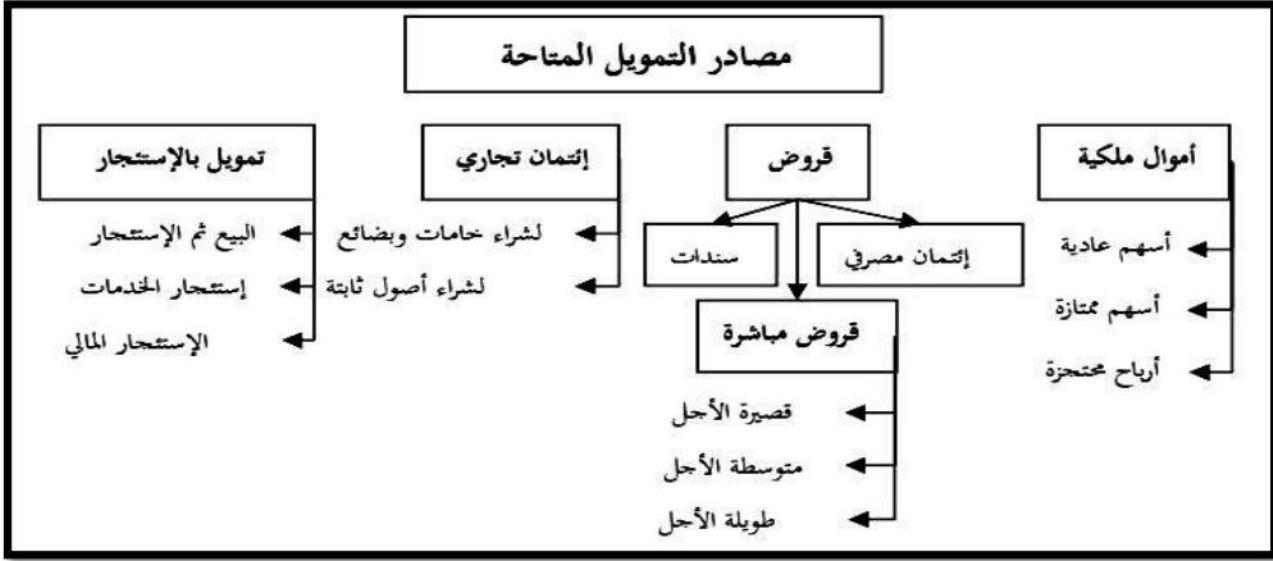 مصادر التمويل المتاحة
أموال ملكية
أسهم عادية
أسهم ممتازة
أرباح محتجزة
قروض
إئتمان مصرفي
سندات
قروض مباشرة
قصيرة الأجل
متوسطة الأجل
طويلة الأجل
إئتمان تجاري
لشراء خامات وبضائع
لشراء أصول ثابتة
تمويل بالإستئجار
البيع ثم الإستئجار
إستئجار الخدمات
الإستئجار المالي